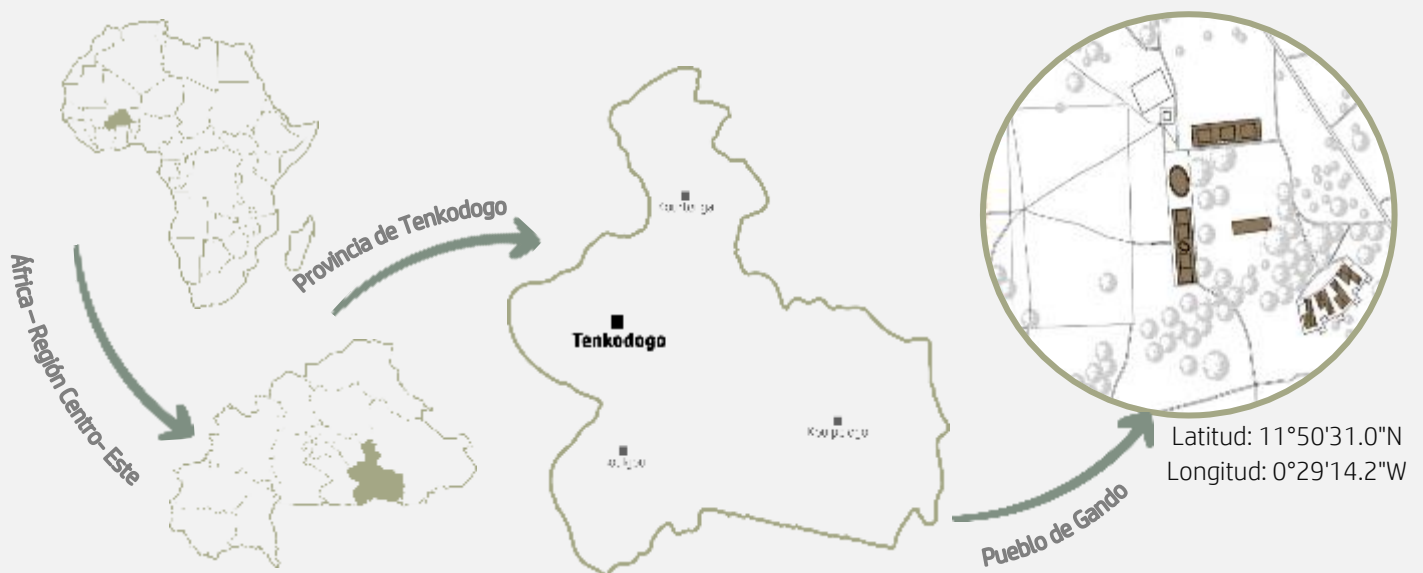 África – Región Centro- Este
Provincia de Tenkodogo
Tenkodogo
Pueblo de Gando
Latitud: 11°50'31.0"N
Longitud: 0°29'14.2"W